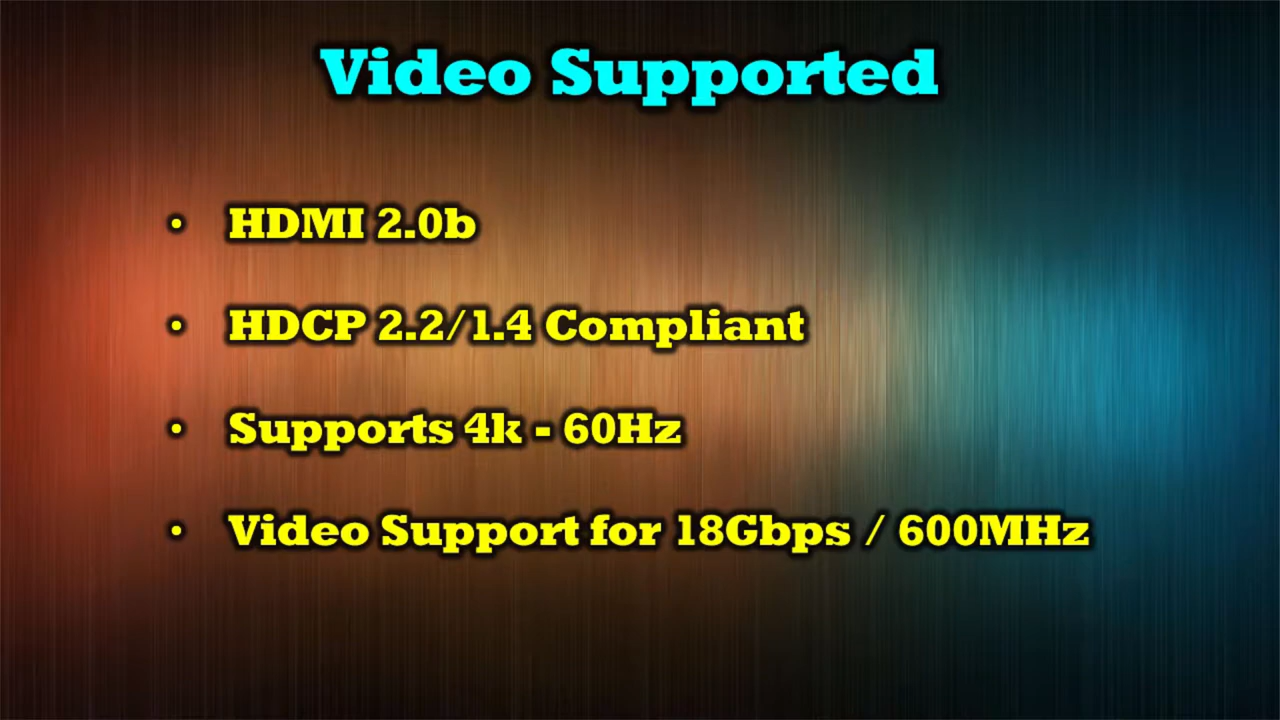 Video Supported
• HDMI 2.0b
• HDCP 2.2/1.4 Compliant
• Supports 4k - 60Hz
• Video Support for 18Gbps / 600MHz